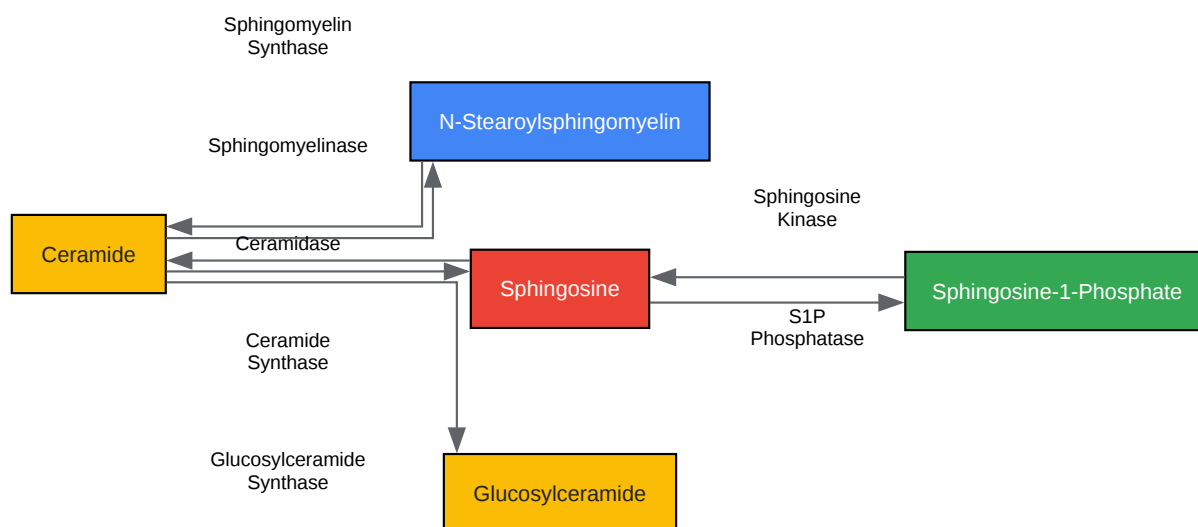 Sphingomyelin
Synthase
N-Stearoylsphingomyelin
Sphingomyelinase
Sphingosine
Kinase
Ceramide
Ceramidase
Sphingosine
Sphingosine-1-Phosphate
S1P
Phosphatase
Ceramide
Synthase
Glucosylceramide
Synthase
Glucosylceramide